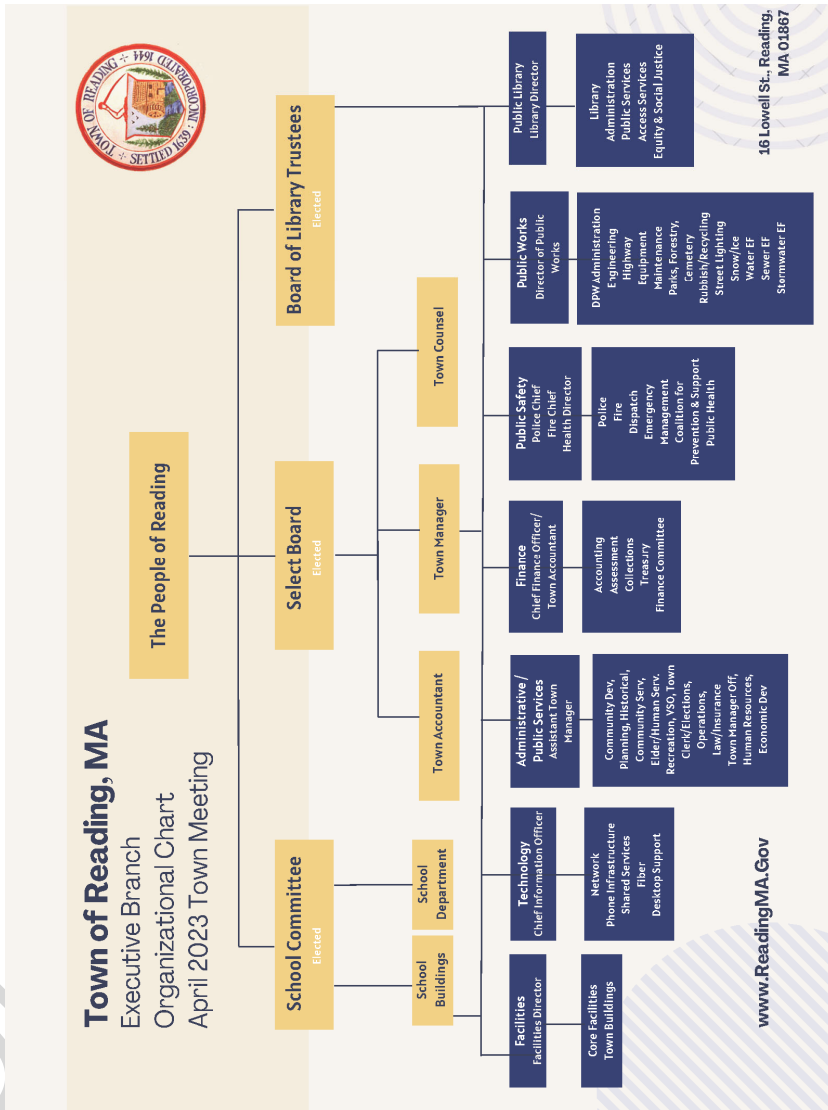 Town of Reading, MA
Executive Branch
Organizational Chart
April 2023 Town Meeting
TOWN OF READING ÷ INCORPORATED 1644 ÷ SETTLED 1639
The People of Reading
School Committee
Elected
Select Board
Elected
Board of Library Trustees
Elected
School
Buildings
School
Department
Town Accountant
Town Manager
Town Counsel
Facilities
Facilities Director
Core Facilities
Town Buildings
Technology
Chief Information Officer
Network
Phone Infrastructure
Shared Services
Fiber
Desktop Support
Administrative /
Public Services
Assistant Town
Manager
Community Dev,
Planning, Historical,
Community Serv,
Elder/Human Serv.
Recreation, VSO, Town
Clerk/Elections,
Operations,
Law/Insurance
Town Manager Off,
Human Resources,
Economic Dev
Finance
Chief Finance Officer/
Town Accountant
Accounting
Assessment
Collections
Treasury
Finance Committee
Public Safety
Police Chief
Fire Chief
Health Director
Police
Fire
Dispatch
Emergency
Management
Coalition for
Prevention & Support
Public Health
Public Works
Director of Public
Works
DPW Administration
Engineering
Highway
Equipment
Maintenance
Parks, Forestry,
Cemetery
Rubbish/Recycling
Street Lighting
Snow/Ice
Water EF
Sewer EF
Stormwater EF
Public Library
Library Director
Library
Administration
Public Services
Access Services
Equity & Social Justice
www.ReadingMA.Gov
16 Lowell St., Reading,
MA 01867